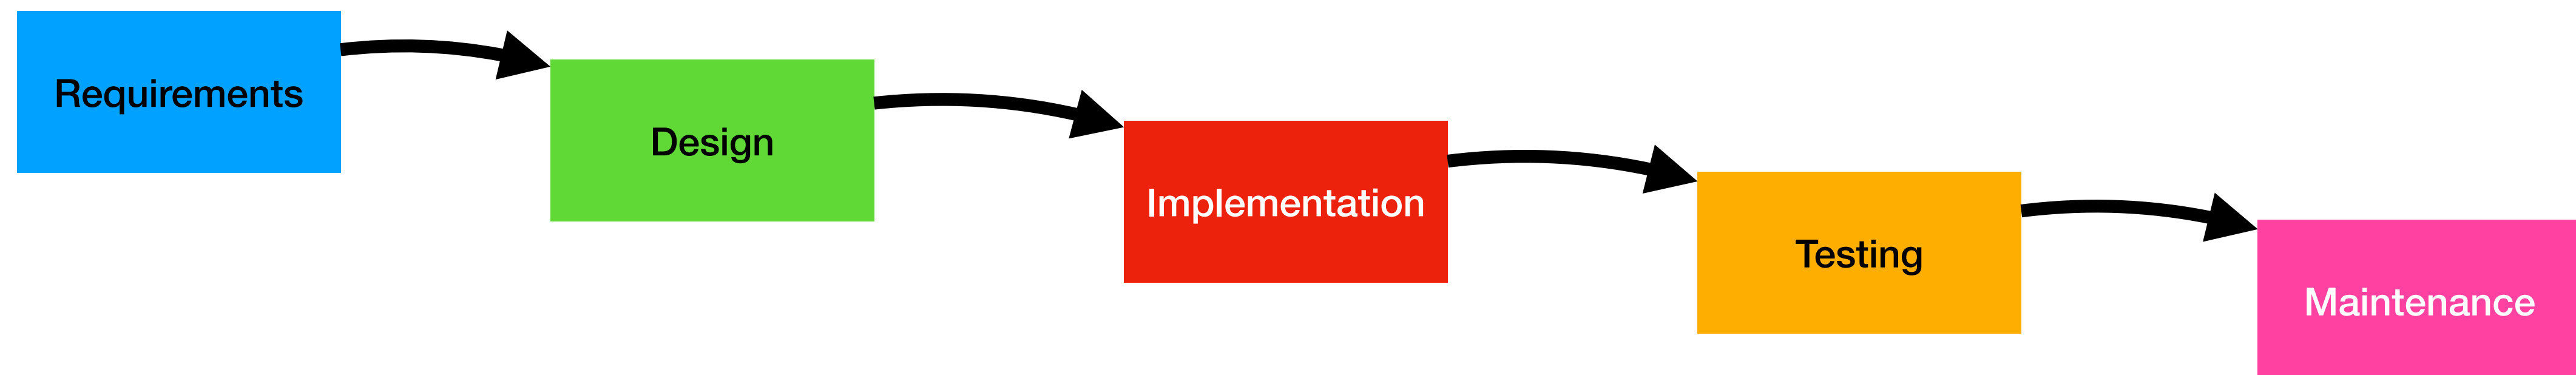 Requirements
Design
Implementation
Testing
Maintenance